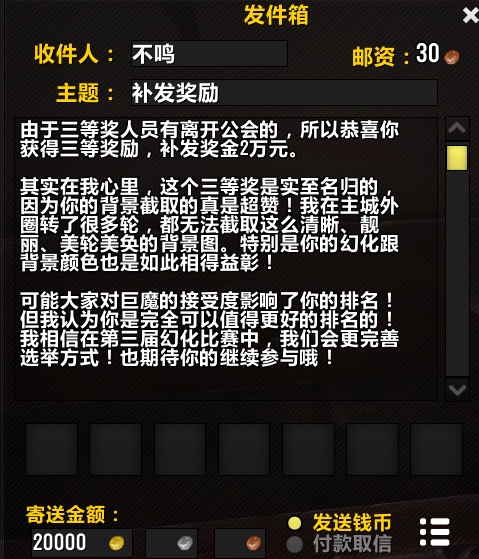 发件箱
收件人： 不鸣 邮资：30
主题： 补发奖励
由于三等奖人员有离开公会的，所以恭喜你
获得三等奖励，补发奖金2万元。
其实在我心里，这个三等奖是实至名归的，
因为你的背景截取的真是超赞！我在主城外
圈转了很多轮，都无法截取这么清晰、靓
丽、美轮美奂的背景图。特别是你的幻化跟
背景颜色也是如此相得益彰！
可能大家对巨魔的接受度影响了你的排名！
但我认为你是完全可以值得更好的排名的！
我相信在第三届幻化比赛中，我们会更完善
选举方式！也期待你的继续参与哦！
寄送金额：
20000
发送钱币
付款取信